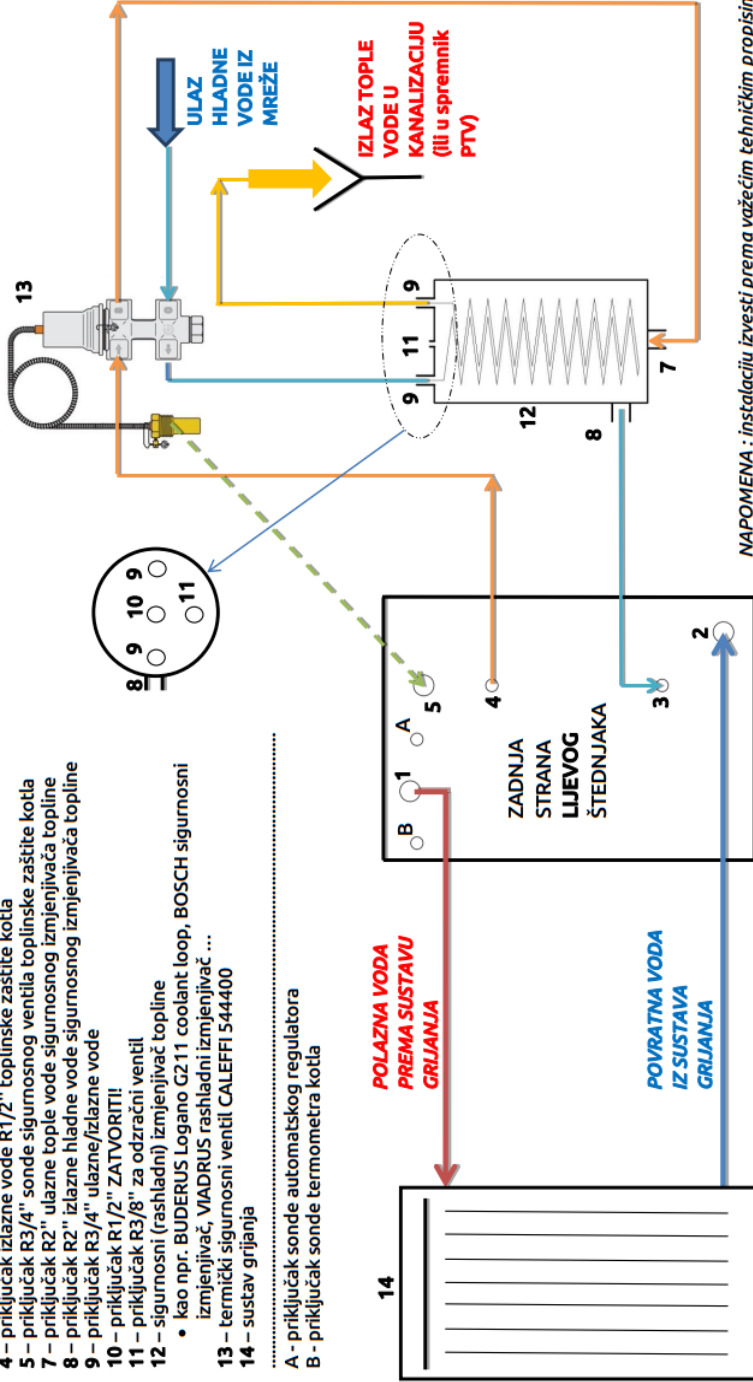 4 – priključak izlazne vode R1/2'' toplinske zaštite kotla
5 – priključak R3/4'' sonde sigurnosnog ventila toplinske zaštite kotla
7 – priključak R2'' ulazne tople vode sigurnosnog izmjenjivača topline
8 – priključak R2'' izlazne hladne vode sigurnosnog izmjenjivača topline
9 – priključak R3/4'' ulazne/izlazne vode
10 – priključak R1/2'' ZATVORITI!
11 – priključak R3/8'' za odzračni ventil
12 – sigurnosni (rashladni) izmjenjivač topline
• kao npr. BUDERUS Logano G211 coolant loop, BOSCH sigurnosni
izmjenjivač, VIADRUS rashladni izmjenjivač ...
13 – termički sigurnosni ventil CALEFFI 544400
14 – sustav grijanja
A - priključak sonde automatskog regulatora
B - priključak sonde termometra kotla
8
9
10
9
11
13
ULAZ
HLADNE
VODE IZ
MREŽE
IZLAZ TOPLE
VODE U
KANALIZACIJU
(ili u spremnik
PTV)
9
11
9
12
8
7
14
POLAZNA VODA
PREMA SUSTAVU
GRIJANJA
POVRATNA VODA
IZ SUSTAVA
GRIJANJA
B
1
A
5
4
3
2
ZADNJA
STRANA
LIJEVOG
ŠTEDNJAKA
NAPOMENA : instalaciju izvesti prema važećim tehničkim